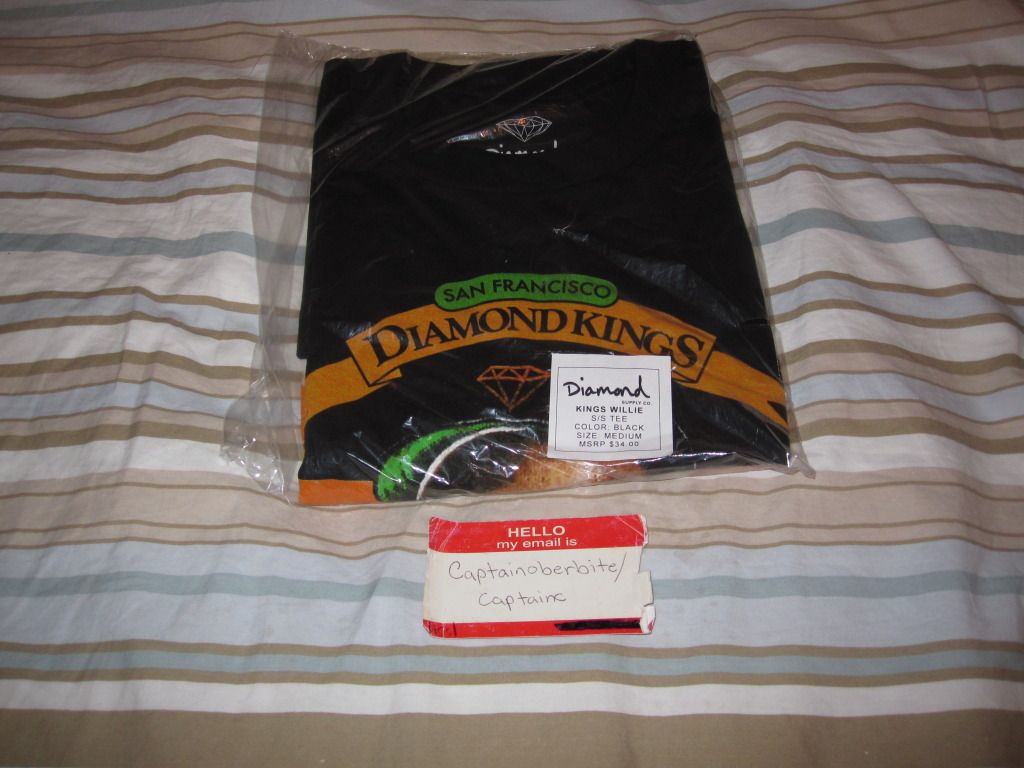 Diamond
SAN FRANCISCO
DIAMOND KINGS
Diamond
SUPPLY CO.
KINGS WILLIE
S/S TEE
COLOR: BLACK
SIZE: MEDIUM
MSRP $34.00
HELLO
my email is
Captainoberbite/
Captainc